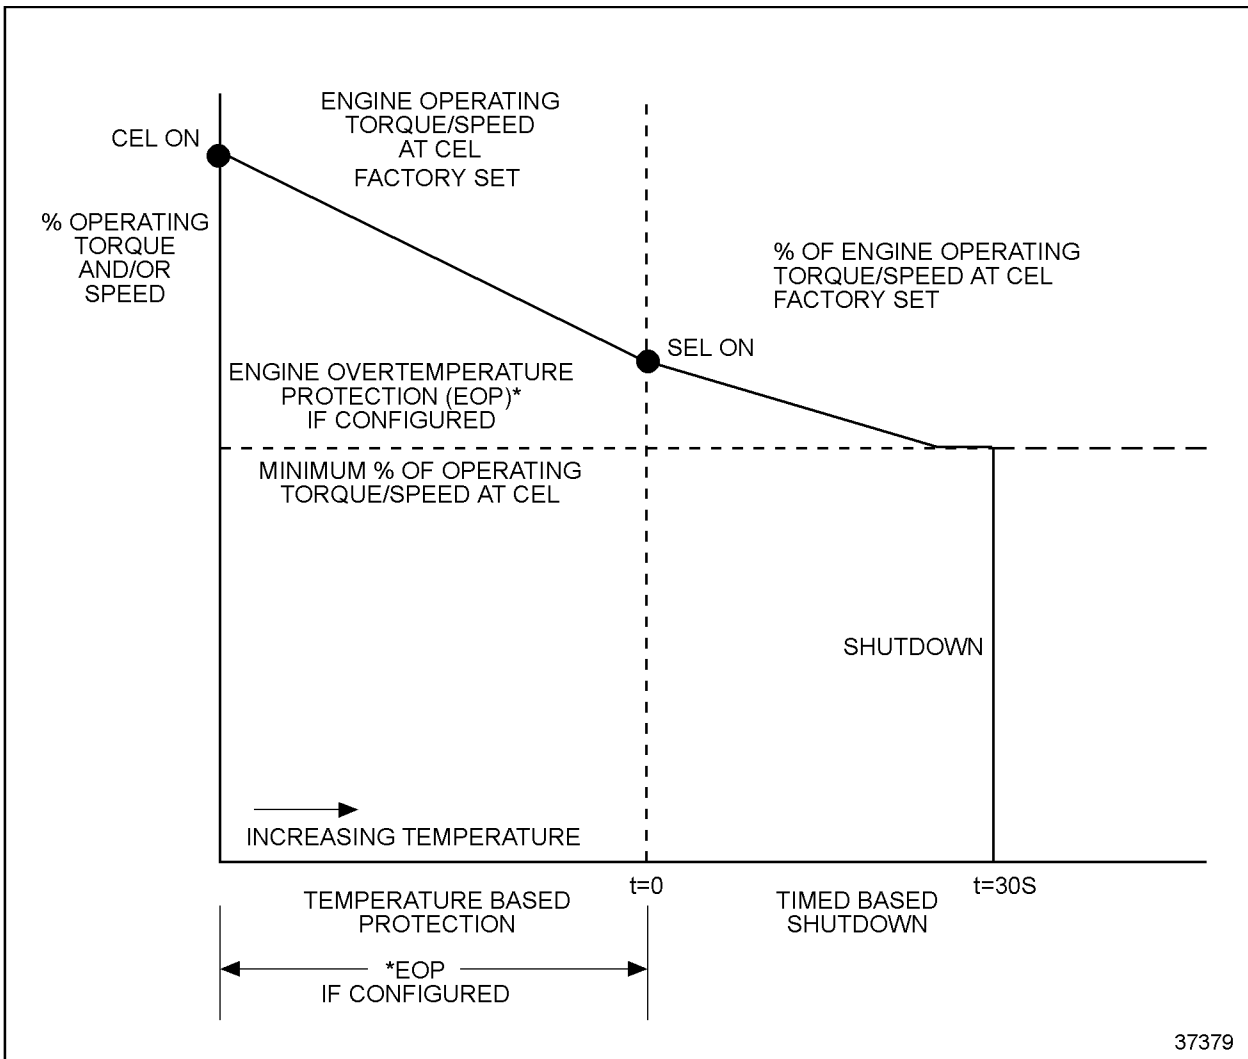 ENGINE OPERATING
TORQUE/SPEED
AT CEL
FACTORY SET
CEL ON
% OPERATING
TORQUE
AND/OR
SPEED
% OF ENGINE OPERATING
TORQUE/SPEED AT CEL
FACTORY SET
SEL ON
ENGINE OVERTEMPERATURE
PROTECTION (EOP)*
IF CONFIGURED
MINIMUM % OF OPERATING
TORQUE/SPEED AT CEL
SHUTDOWN
INCREASING TEMPERATURE
t=0
t=30S
TEMPERATURE BASED
PROTECTION
TIMED BASED
SHUTDOWN
*EOP
IF CONFIGURED
37379